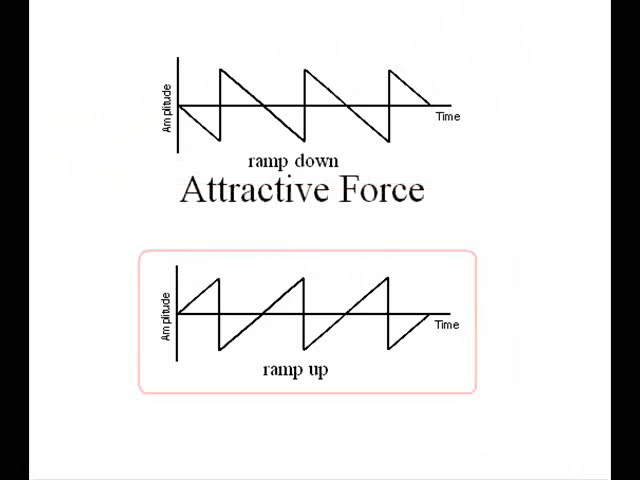 Amplitude
Time
ramp down
Attractive Force
Amplitude
Time
ramp up